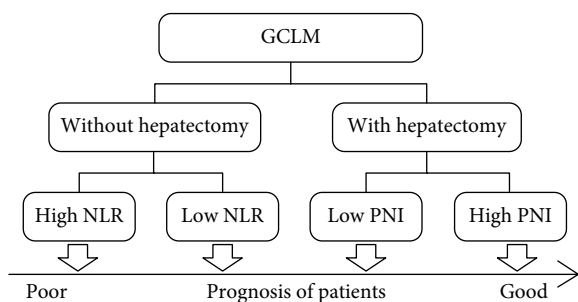 GCLM
Without hepatectomy
With hepatectomy
High NLR
Low NLR
Low PNI
High PNI
Poor
Prognosis of patients
Good